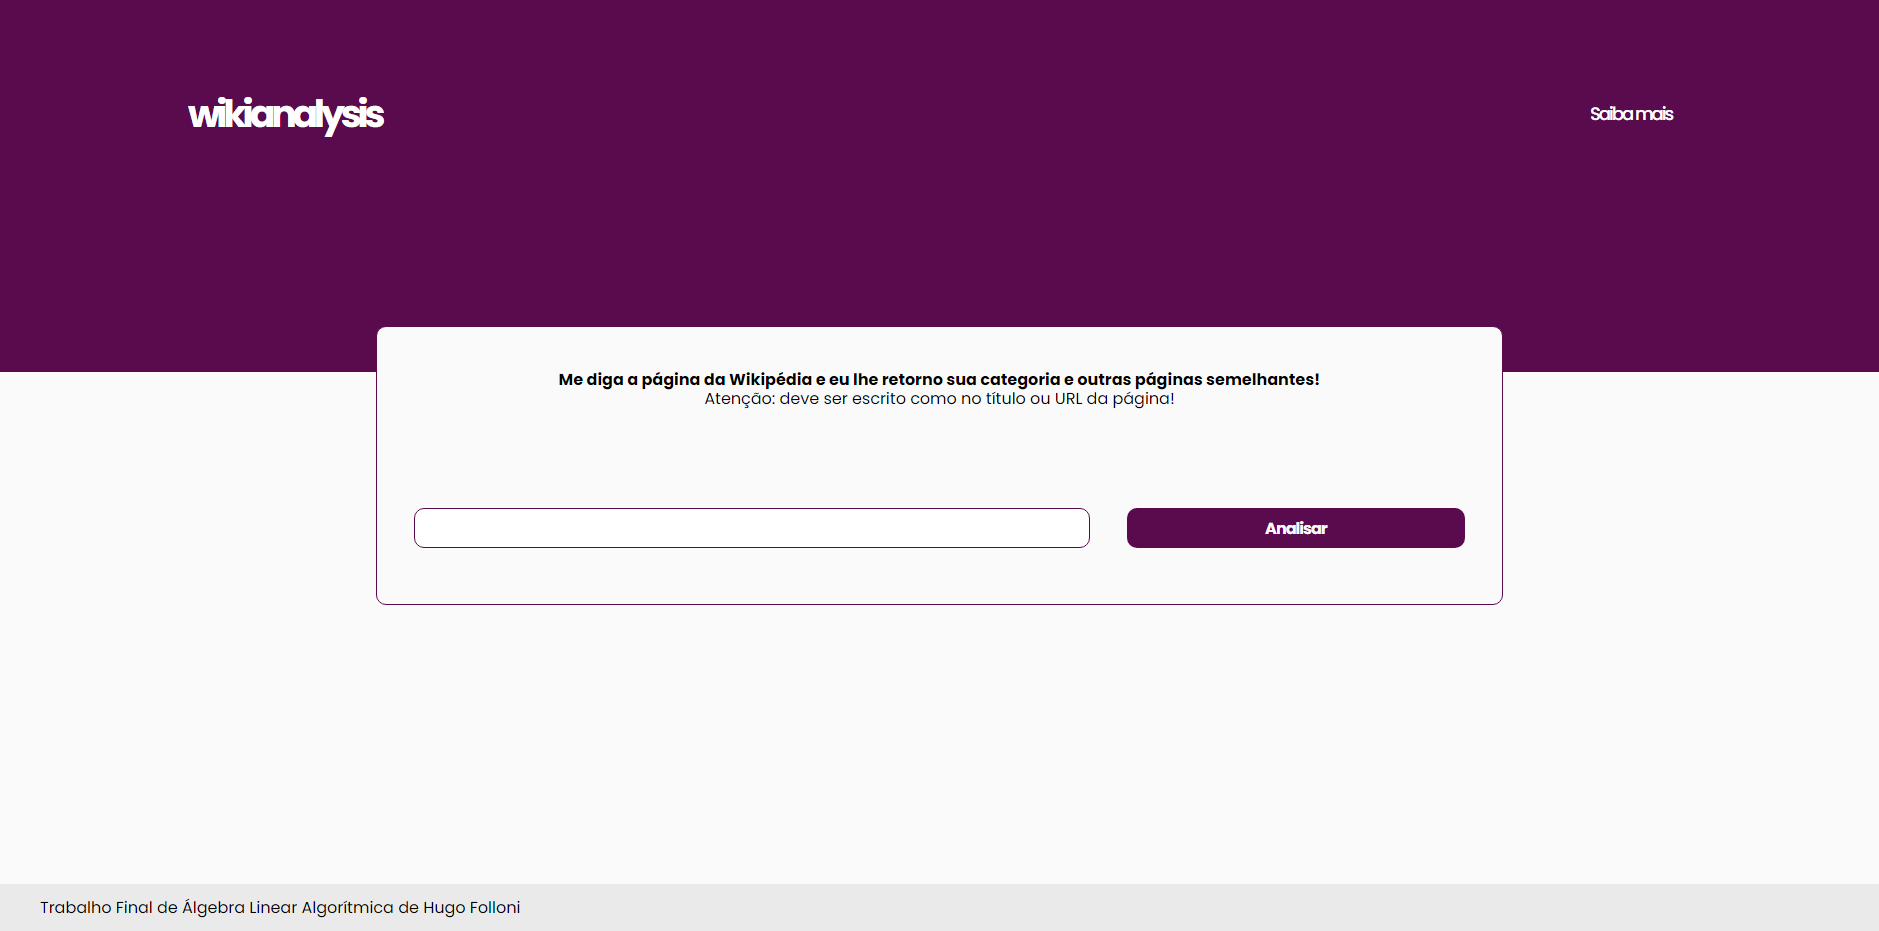 wikianalysis
Saiba mais
Me diga a página da Wikipédia e eu lhe retorno sua categoria e outras páginas semelhantes!
Atenção: deve ser escrito como no título ou URL da página!
Analisar
Trabalho Final de Álgebra Linear Algorítmica de Hugo Folloni